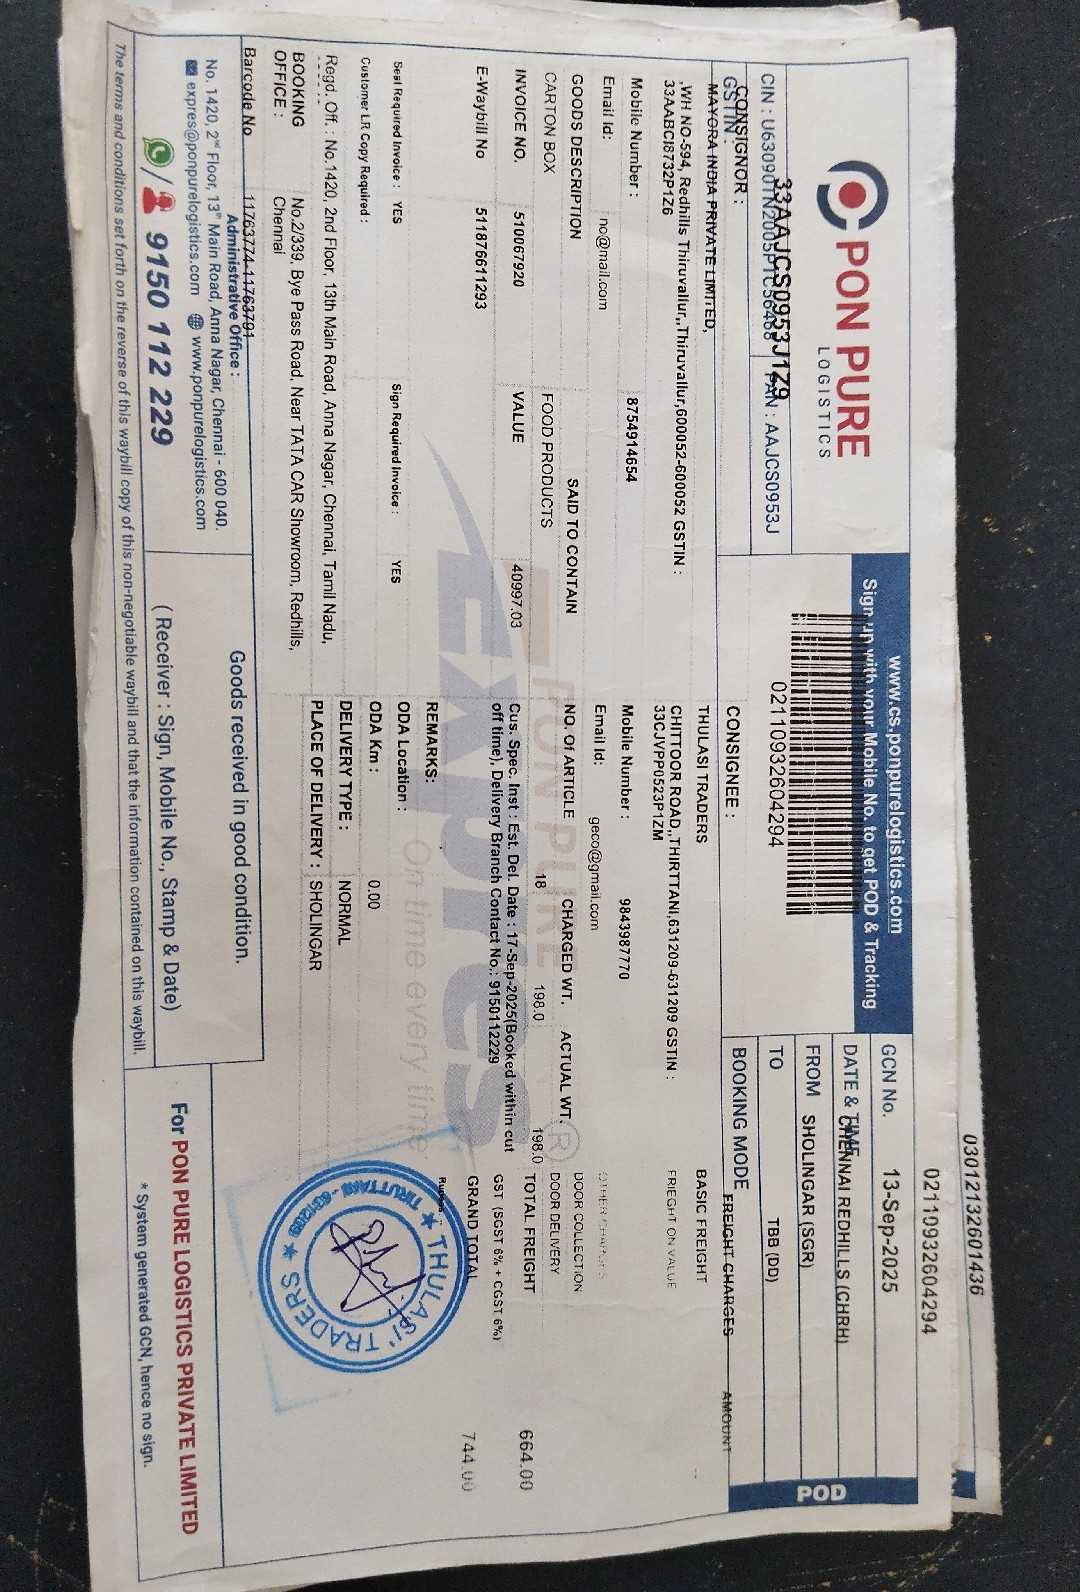 03012132601436
PON PURE
LOGISTICS
www.cs.ponpurelogistics.com
Sign up with your Mobile No. to get POD & Tracking
02110932604294
GCN No. 02110932604294
DATE & TIME 13-Sep-2025
FROM CHENNAI REDHILLS (CHRH)
TO SHOLINGAR (SGR)
BOOKING MODE TBB (DD)
POD
CIN : U63090TN2005PTC56488 PAN : AAJCS0953J
GSTIN : 33AAJCS0953J1Z9
CONSIGNOR :
MAYORA INDIA PRIVATE LIMITED,
,WH NO-594, Redhills Thiruvallur,,Thiruvallur,600052-600052 GSTIN :
33AABCI8732P1Z6
Mobile Number : 8754914654
Email Id: no@mail.com
CONSIGNEE :
THULASI TRADERS
CHITTOOR ROAD,,THIRTTANI,631209-631209 GSTIN :
33CJVPP0523P1ZM
Mobile Number : 9843987770
Email Id: geco@gmail.com
FREIGHT CHARGES AMOUNT
BASIC FREIGHT --
FRIEGHT ON VALUE
OTHER CHARGES
DOOR COLLECTION
DOOR DELIVERY
TOTAL FREIGHT 664.00
GST (SGST 6% + CGST 6%)
GRAND TOTAL 744.00
Rupees :
GOODS DESCRIPTION SAID TO CONTAIN NO. Of ARTICLE CHARGED WT. ACTUAL WT.
CARTON BOX FOOD PRODUCTS 18 198.0 198.0
INVOICE NO. 510067920 VALUE 40997.03
E-Waybill No 511876611293
Cus. Spec. Inst : Est. Del. Date : 17-Sep-2025(Booked within cut
off time), Delivery Branch Contact No.: 9150112229
PON PURE
EXPRES
On time every time
®
Seal Required Invoice : YES Sign Required Invoice : YES
Customer LR Copy Required :
REMARKS:
ODA Location :
ODA Km : 0.00
DELIVERY TYPE : NORMAL
PLACE OF DELIVERY : SHOLINGAR
Regd. Off. : No.1420, 2nd Floor, 13th Main Road, Anna Nagar, Chennai, Tamil Nadu,
BOOKING
OFFICE :
No.2/339, Bye Pass Road, Near TATA CAR Showroom, Redhills,
Chennai
Barcode No 11763774-11763791
★ THULASI TRADERS ★ TIRUTTANI - 631209
Administrative Office :
No. 1420, 2nd Floor, 13th Main Road, Anna Nagar, Chennai - 600 040.
expres@ponpurelogistics.com www.ponpurelogistics.com
/ 9150 112 229
Goods received in good condition.
( Receiver : Sign, Mobile No., Stamp & Date)
For PON PURE LOGISTICS PRIVATE LIMITED
* System generated GCN, hence no sign.
The terms and conditions set forth on the reverse of this waybill copy of this non-negotiable waybill and that the information contained on this waybill.